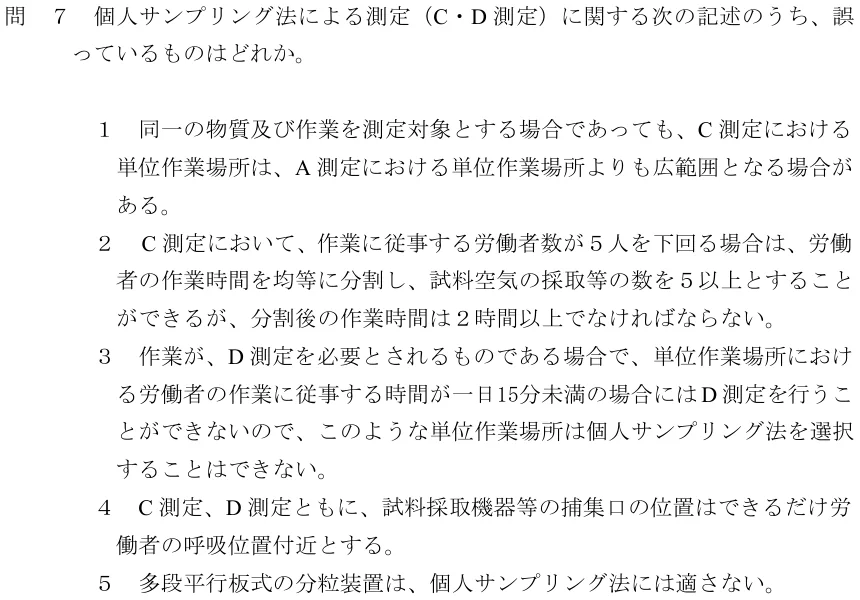 問　７　個人サンプリング法による測定（C・D 測定）に関する次の記述のうち、誤
っているものはどれか。
１　同一の物質及び作業を測定対象とする場合であっても、C 測定における
単位作業場所は、A 測定における単位作業場所よりも広範囲となる場合が
ある。
２　C 測定において、作業に従事する労働者数が５人を下回る場合は、労働
者の作業時間を均等に分割し、試料空気の採取等の数を５以上とすること
ができるが、分割後の作業時間は２時間以上でなければならない。
３　作業が、D 測定を必要とされるものである場合で、単位作業場所におけ
る労働者の作業に従事する時間が一日15分未満の場合には D 測定を行うこ
とができないので、このような単位作業場所は個人サンプリング法を選択
することはできない。
４　C 測定、D 測定ともに、試料採取機器等の捕集口の位置はできるだけ労
働者の呼吸位置付近とする。
５　多段平行板式の分粒装置は、個人サンプリング法には適さない。